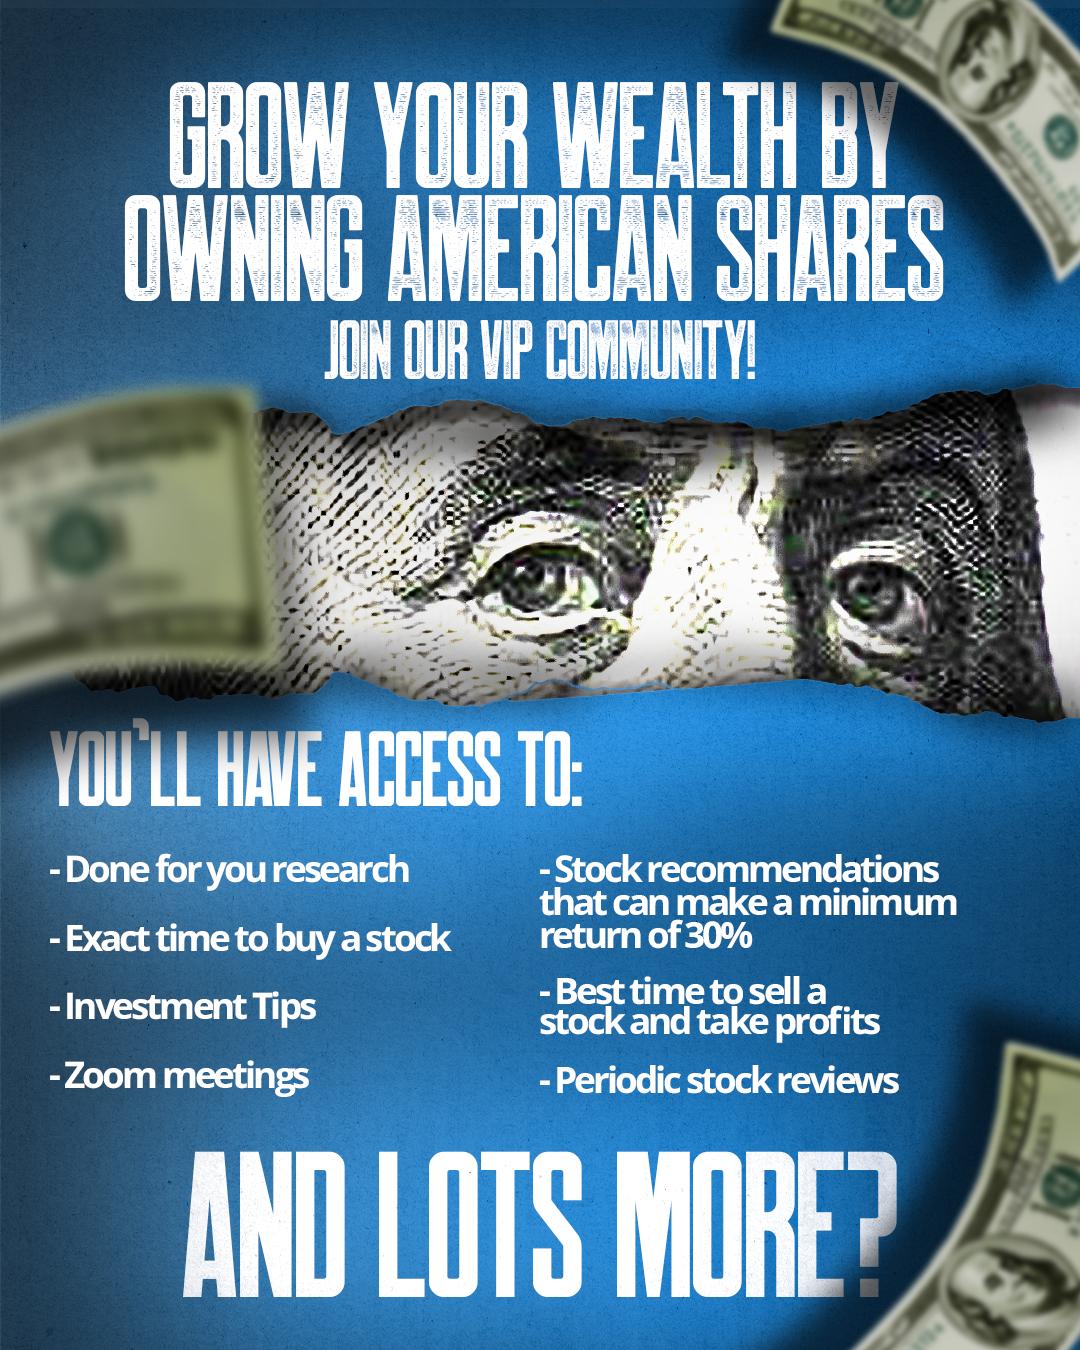 GROW YOUR WEALTH BY
OWNING AMERICAN SHARES
JOIN OUR VIP COMMUNITY!
YOU'LL HAVE ACCESS TO:
- Done for you research
- Exact time to buy a stock
- Investment Tips
- Zoom meetings
- Stock recommendations
that can make a minimum
return of 30%
- Best time to sell a
stock and take profits
- Periodic stock reviews
AND LOTS MORE?